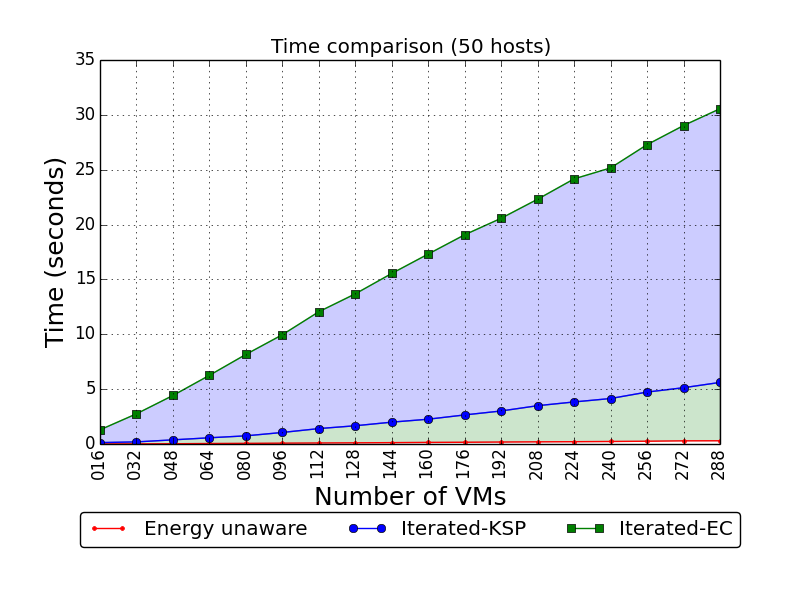 Time comparison (50 hosts)
Time (seconds)
35
30
25
20
15
10
5
0
016 032 048 064 080 096 112 128 144 160 176 192 208 224 240 256 272 288
Number of VMs
Energy unaware Iterated-KSP Iterated-EC